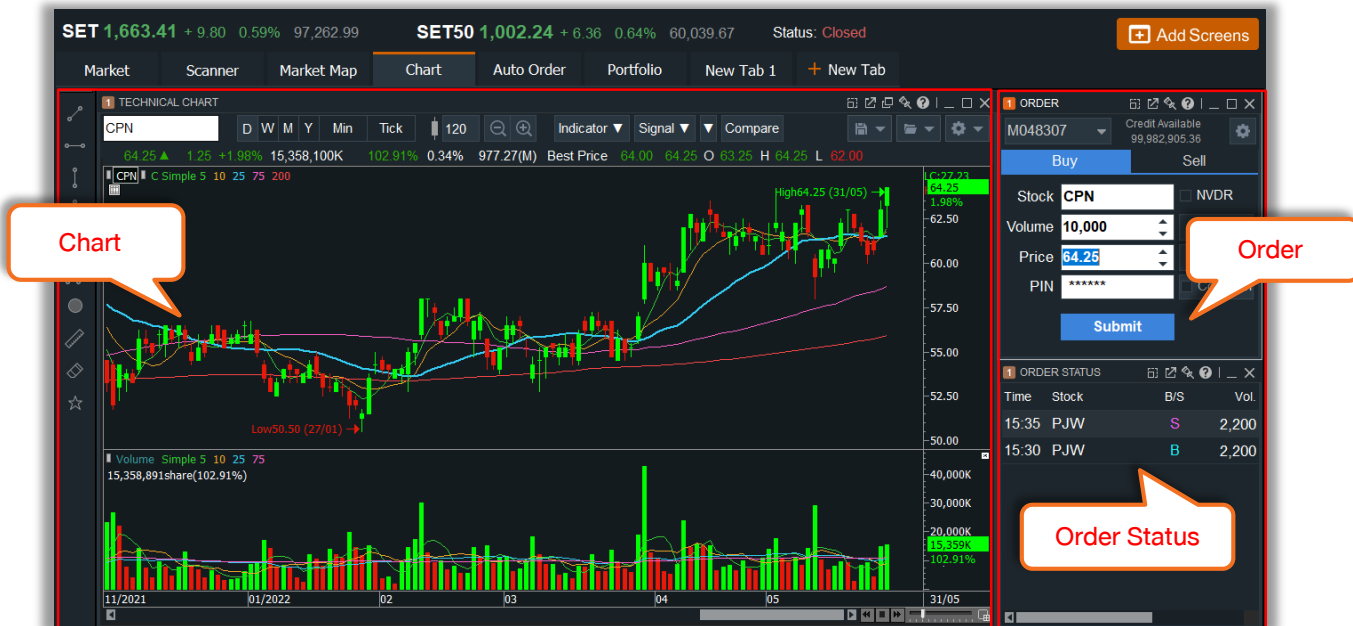 SET 1,663.41 + 9.80 0.59% 97,262.99 SET50 1,002.24 + 6.36 0.64% 60,039.67 Status: Closed
Add Screens
Market Scanner Market Map Chart Auto Order Portfolio New Tab 1 + New Tab
1 TECHNICAL CHART
CPN D W M Y Min Tick 120 Indicator ▼ Signal ▼ ▼ Compare
64.25 ▲ 1.25 +1.98% 15,358,100K 102.91% 0.34% 977.27(M) Best Price 64.00 64.25 O 63.25 H 64.25 L 62.00
CPN C Simple 5 10 25 75 200
LC:27.23
64.25
1.98%
High64.25 (31/05)
62.50
60.00
57.50
55.00
52.50
50.00
Low50.50 (27/01)
Chart
Volume Simple 5 10 25 75
15,358,891share(102.91%)
40,000K
30,000K
20,000K
15,359K
102.91%
11/2021 01/2022 02 03 04 05 31/05
1 ORDER
M048307 Credit Available
99,982,905.36
Buy Sell
Stock CPN NVDR
Volume 10,000
Price 64.25
PIN ******
Submit
Order
1 ORDER STATUS
Time Stock B/S Vol.
15:35 PJW S 2,200
15:30 PJW B 2,200
Order Status